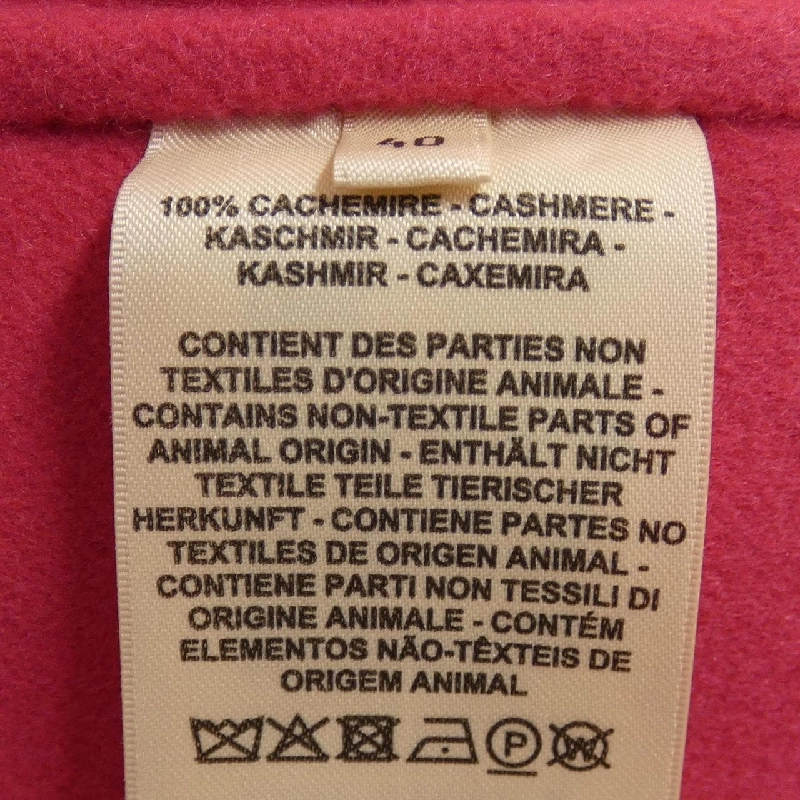 40
100% CACHEMIRE - CASHMERE -
KASCHMIR - CACHEMIRA -
KASHMIR - CAXEMIRA
CONTIENT DES PARTIES NON
TEXTILES D'ORIGINE ANIMALE -
CONTAINS NON-TEXTILE PARTS OF
ANIMAL ORIGIN - ENTHÄLT NICHT
TEXTILE TEILE TIERISCHER
HERKUNFT - CONTIENE PARTES NO
TEXTILES DE ORIGEN ANIMAL -
CONTIENE PARTI NON TESSILI DI
ORIGINE ANIMALE - CONTÉM
ELEMENTOS NÃO-TÊXTEIS DE
ORIGEM ANIMAL
P W